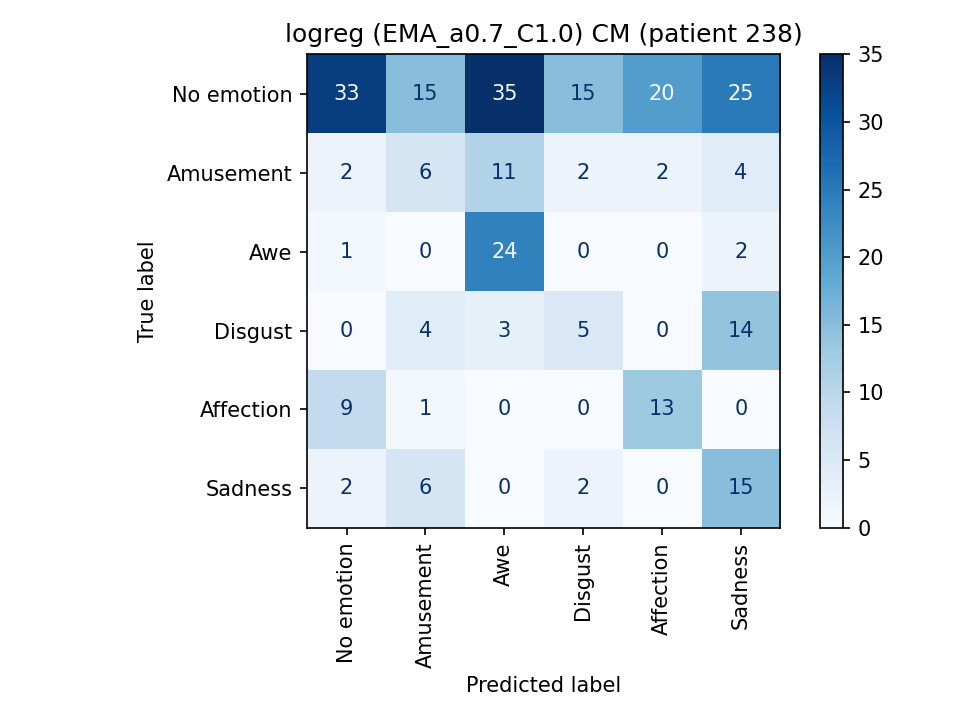 logreg (EMA_a0.7_C1.0) CM (patient 238)
True label
No emotion 33 15 35 15 20 25
Amusement 2 6 11 2 2 4
Awe 1 0 24 0 0 2
Disgust 0 4 3 5 0 14
Affection 9 1 0 0 13 0
Sadness 2 6 0 2 0 15
No emotion Amusement Awe Disgust Affection Sadness
Predicted label
35
30
25
20
15
10
5
0